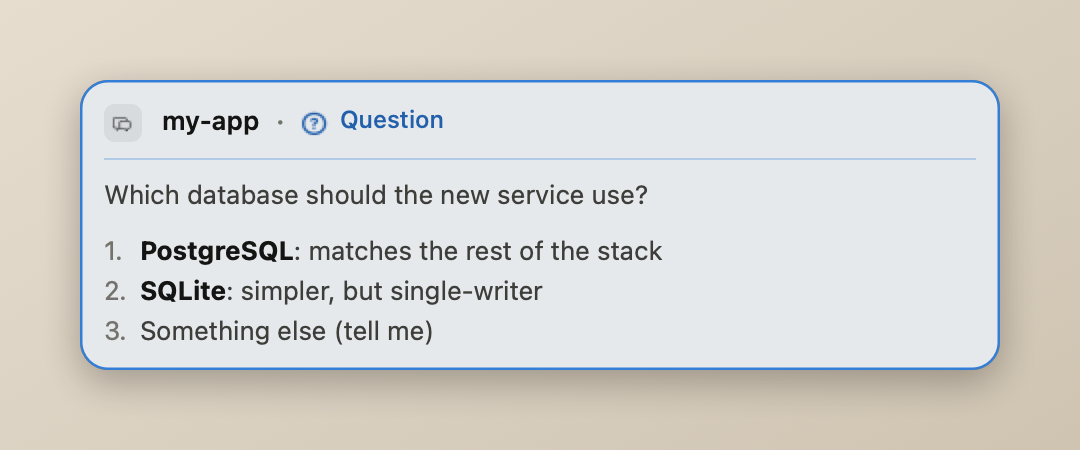 my-app · Question
Which database should the new service use?
1. PostgreSQL: matches the rest of the stack
2. SQLite: simpler, but single-writer
3. Something else (tell me)